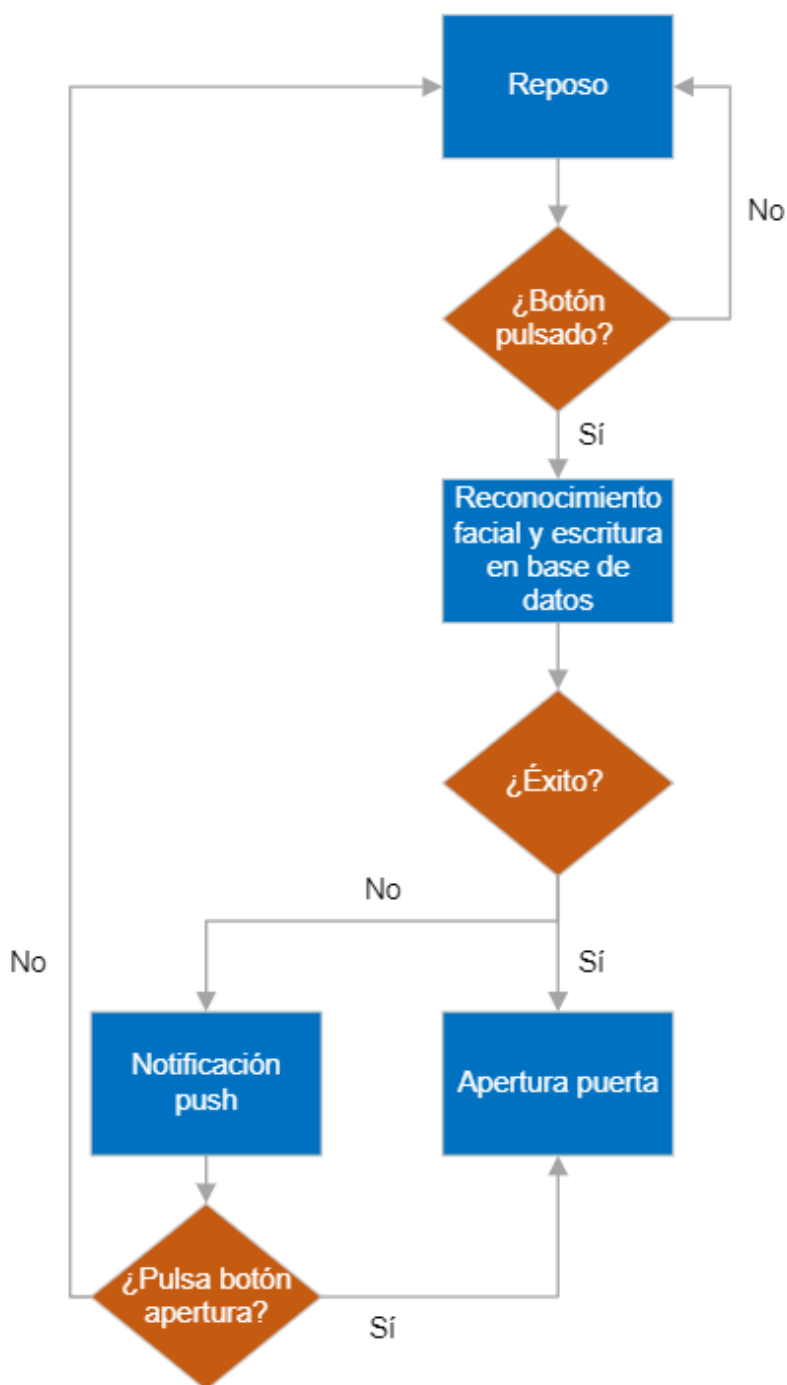 Reposo
No
¿Botón
pulsado?
Sí
Reconocimiento
facial y escritura
en base de
datos
¿Éxito?
No
No
Sí
Notificación
push
Apertura puerta
¿Pulsa botón
apertura?
Sí